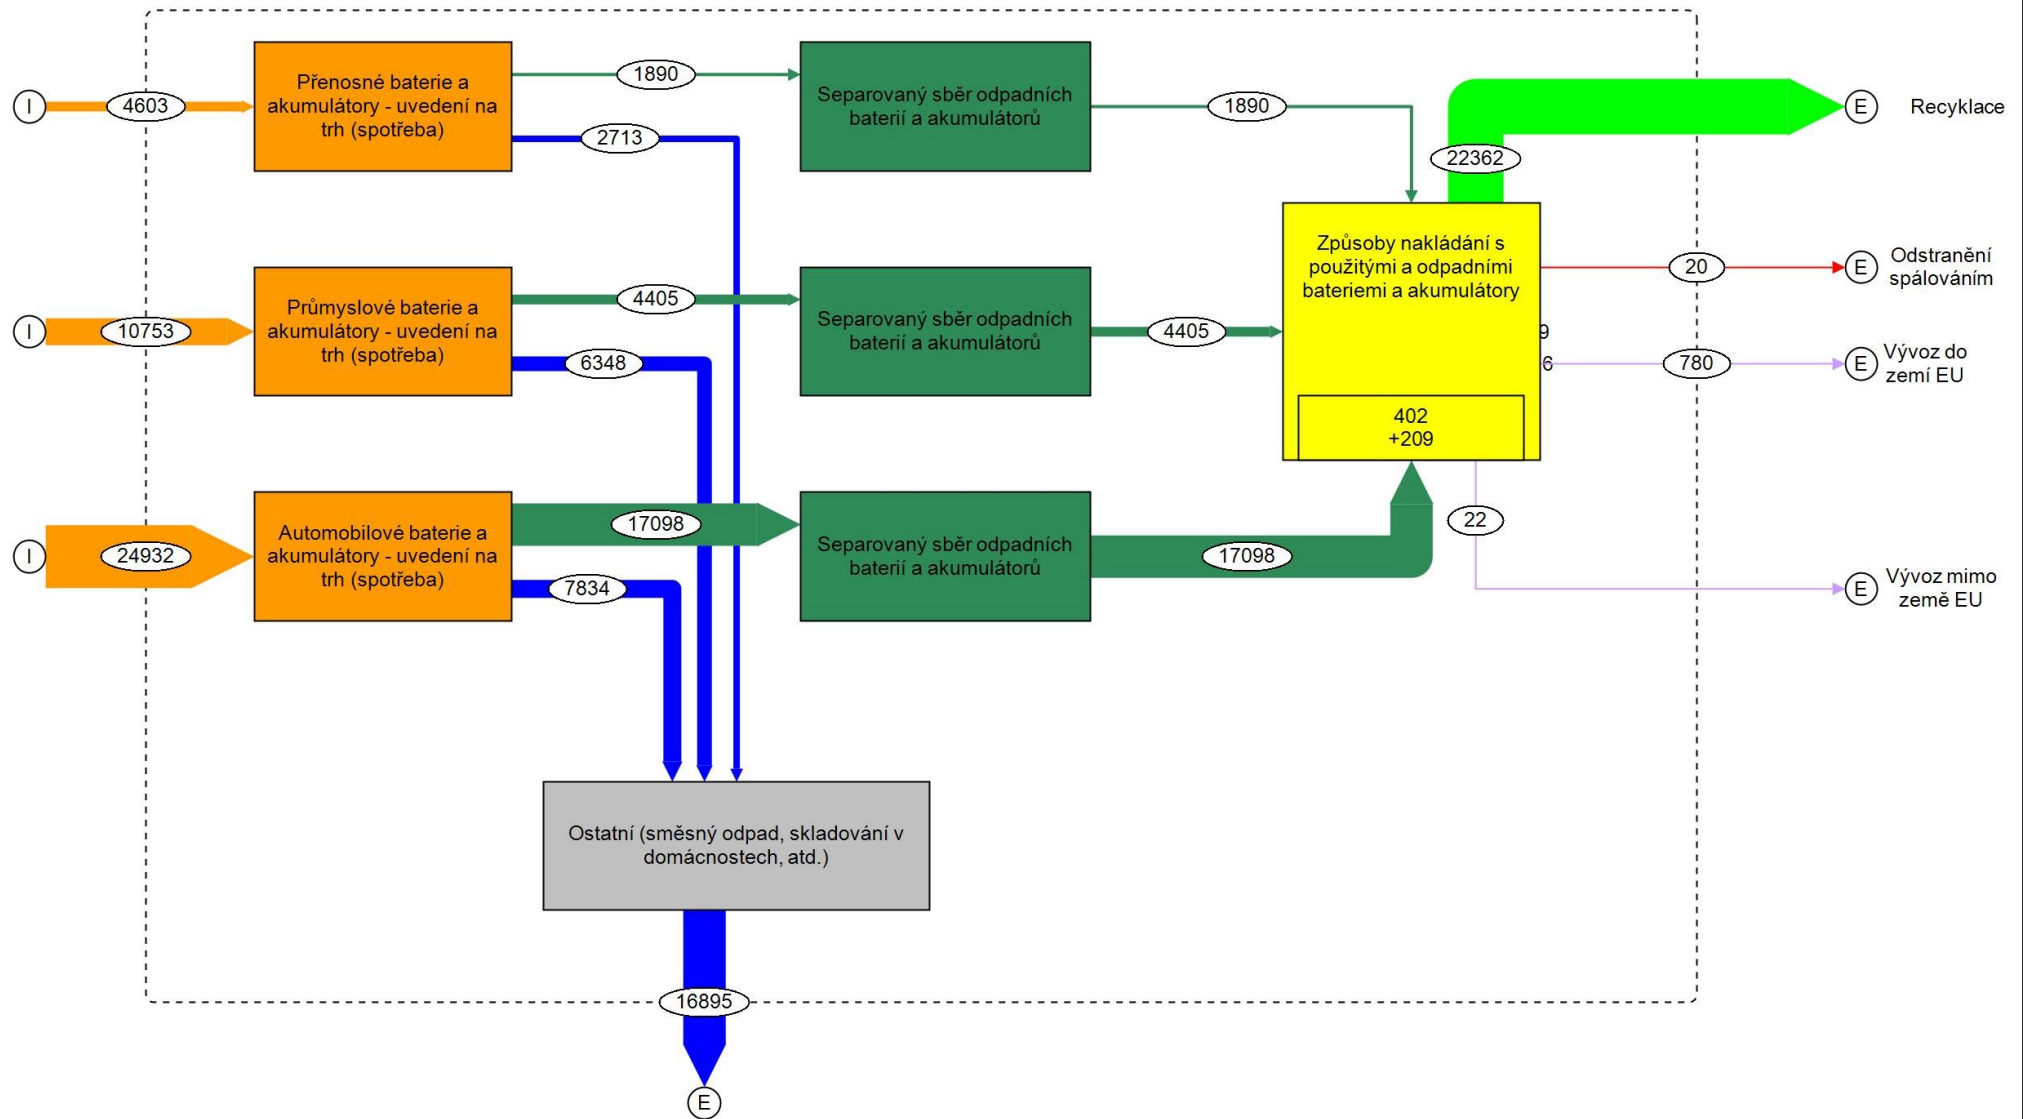 I
4603
Přenosné baterie a
akumulátory - uvedení na
trh (spotřeba)
1890
2713
Separovaný sběr odpadních
baterií a akumulátorů
1890
22362
E
Recyklace
I
10753
Průmyslové baterie a
akumulátory - uvedení na
trh (spotřeba)
4405
6348
Separovaný sběr odpadních
baterií a akumulátorů
4405
Způsoby nakládání s
použitými a odpadními
bateriemi a akumulátory
402
+209
20
E
Odstranění
spálováním
9
6
780
E
Vývoz do
zemí EU
I
24932
Automobilové baterie a
akumulátory - uvedení na
trh (spotřeba)
17098
7834
Separovaný sběr odpadních
baterií a akumulátorů
17098
22
E
Vývoz mimo
země EU
Ostatní (směsný odpad, skladování v
domácnostech, atd.)
16895
E